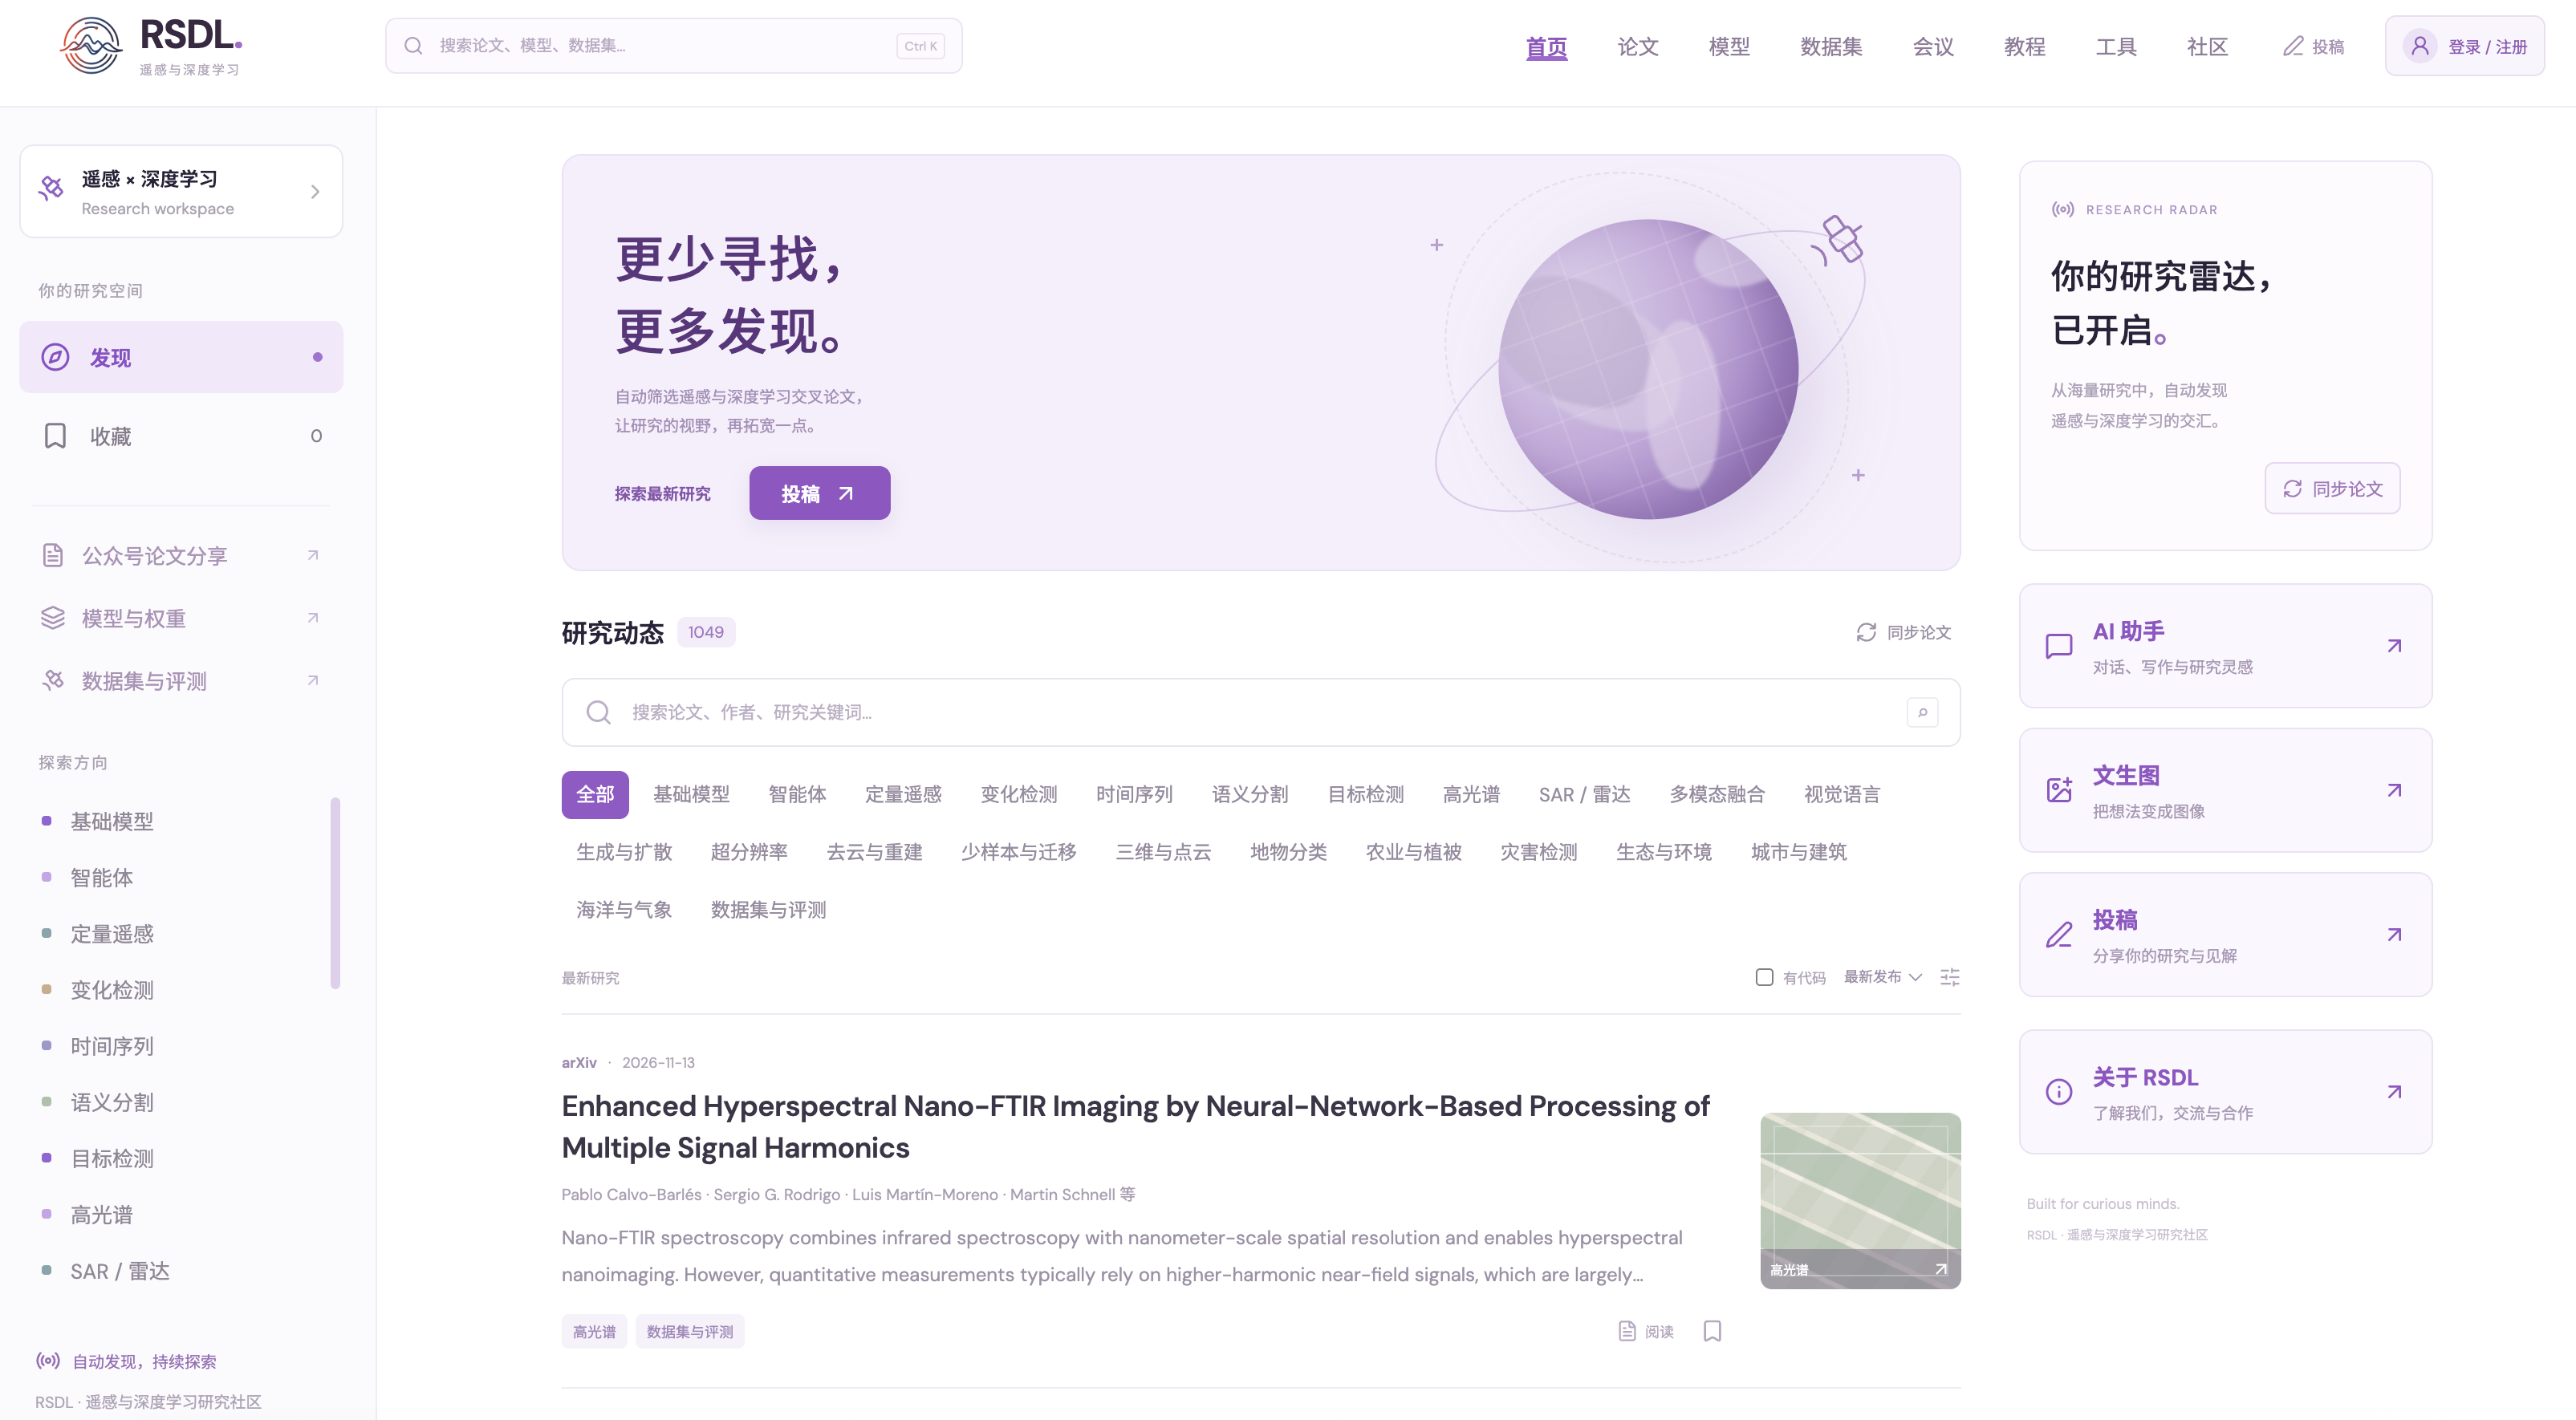 RSDL.
遥感与深度学习
搜索论文、模型、数据集...
Ctrl K
首页
论文
模型
数据集
会议
教程
工具
社区
投稿
登录 / 注册
遥感 × 深度学习
Research workspace
你的研究空间
发现
收藏
0
公众号论文分享
模型与权重
数据集与评测
探索方向
基础模型
智能体
定量遥感
变化检测
时间序列
语义分割
目标检测
高光谱
SAR / 雷达
自动发现，持续探索
RSDL · 遥感与深度学习研究社区
更少寻找，
更多发现。
自动筛选遥感与深度学习交叉论文，
让研究的视野，再拓宽一点。
探索最新研究
投稿
研究动态
1049
同步论文
搜索论文、作者、研究关键词...
全部 基础模型 智能体 定量遥感 变化检测 时间序列 语义分割 目标检测 高光谱 SAR / 雷达 多模态融合 视觉语言
生成与扩散 超分辨率 去云与重建 少样本与迁移 三维与点云 地物分类 农业与植被 灾害检测 生态与环境 城市与建筑
海洋与气象 数据集与评测
最新研究
有代码
最新发布
arXiv · 2026-11-13
Enhanced Hyperspectral Nano-FTIR Imaging by Neural-Network-Based Processing of
Multiple Signal Harmonics
Pablo Calvo-Barlés · Sergio G. Rodrigo · Luis Martín-Moreno · Martin Schnell 等
Nano-FTIR spectroscopy combines infrared spectroscopy with nanometer-scale spatial resolution and enables hyperspectral
nanoimaging. However, quantitative measurements typically rely on higher-harmonic near-field signals, which are largely...
高光谱
数据集与评测
阅读
高光谱
RESEARCH RADAR
你的研究雷达，
已开启。
从海量研究中，自动发现
遥感与深度学习的交汇。
同步论文
AI 助手
对话、写作与研究灵感
文生图
把想法变成图像
投稿
分享你的研究与见解
关于 RSDL
了解我们，交流与合作
Built for curious minds.
RSDL · 遥感与深度学习研究社区